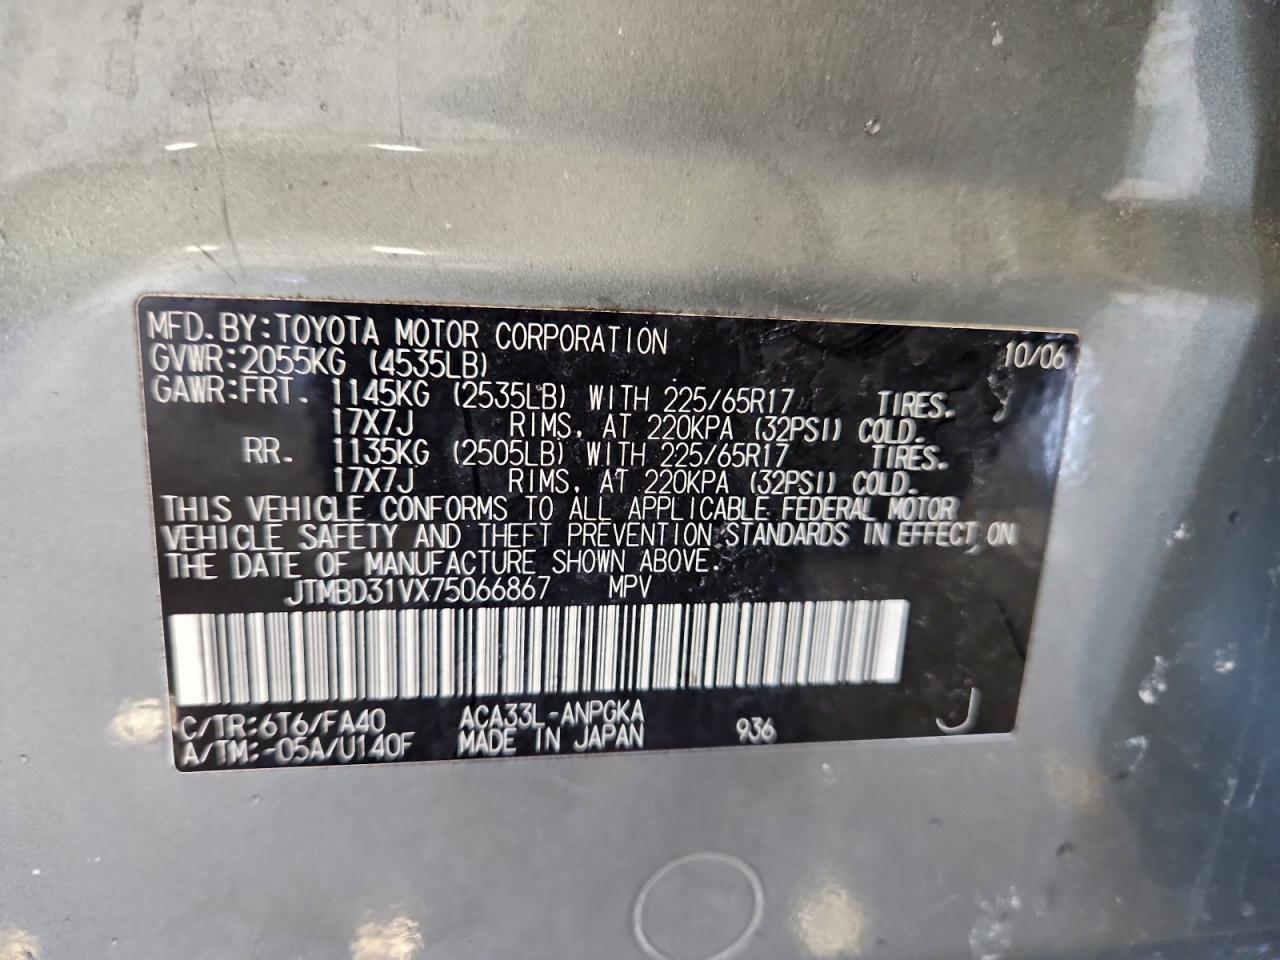 MFD. BY: TOYOTA MOTOR CORPORATION 10/06
GVWR: 2055KG (4535LB)
GAWR: FRT. 1145KG (2535LB) WITH 225/65R17 TIRES.
17X7J RIMS, AT 220KPA (32PSI) COLD.
RR. 1135KG (2505LB) WITH 225/65R17 TIRES.
17X7J RIMS, AT 220KPA (32PSI) COLD.
THIS VEHICLE CONFORMS TO ALL APPLICABLE FEDERAL MOTOR
VEHICLE SAFETY AND THEFT PREVENTION STANDARDS IN EFFECT ON
THE DATE OF MANUFACTURE SHOWN ABOVE.
JTMBD31VX75066867 MPV
C/TR: 6T6/FA40 ACA33L-ANPGKA 936 J
A/TM: -05A/U140F MADE IN JAPAN